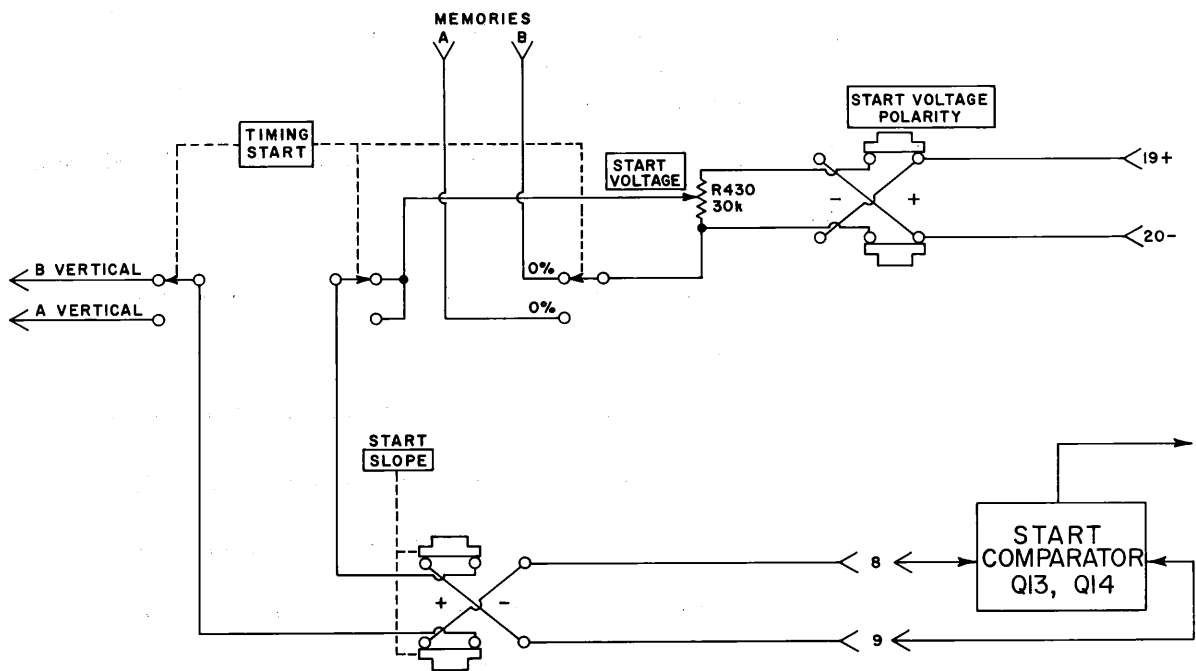 MEMORIES
A B
START VOLTAGE
POLARITY
TIMING
START
START
VOLTAGE
R430
30k
- +
19+
20-
B VERTICAL
0%
A VERTICAL
0%
START
SLOPE
+ -
8
9
START
COMPARATOR
Q13, Q14